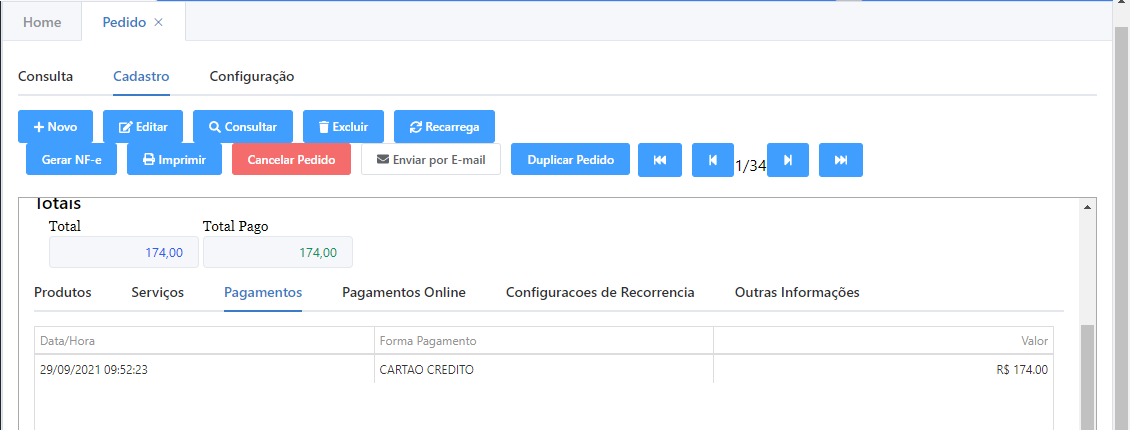 Home Pedido ×
Consulta Cadastro Configuração
Novo Editar Consultar Excluir Recarrega
Gerar NF-e Imprimir Cancelar Pedido Enviar por E-mail Duplicar Pedido 1/34
Totais
Total Total Pago
174,00 174,00
Produtos Serviços Pagamentos Pagamentos Online Configuracoes de Recorrencia Outras Informações
Data/Hora Forma Pagamento Valor
29/09/2021 09:52:23 CARTAO CREDITO R$ 174.00